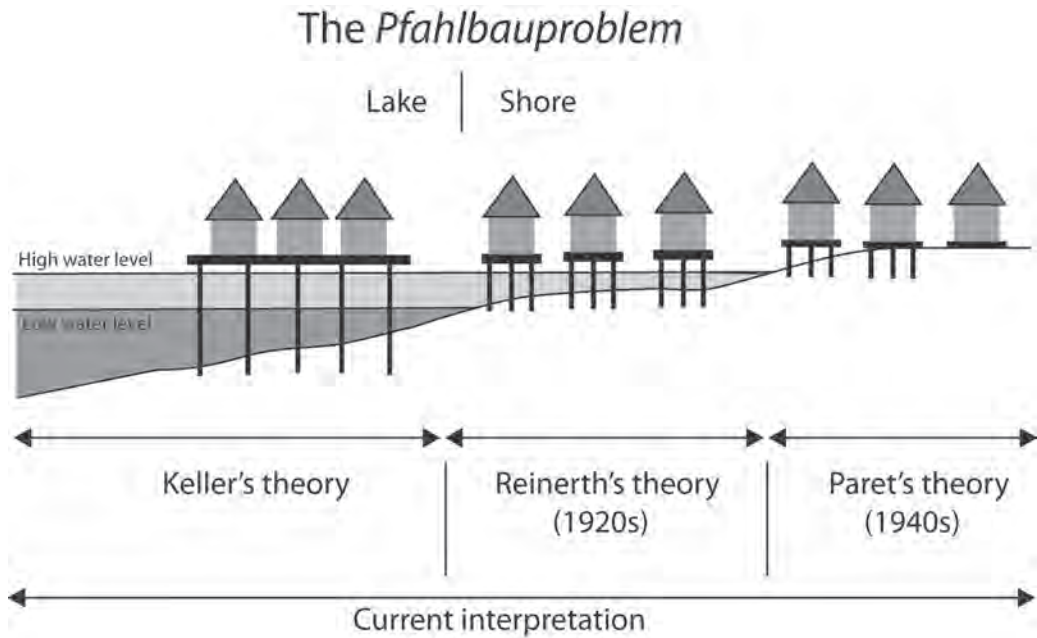 The Pfahlbauproblem
Lake
Shore
High water level
Low water level
Keller's theory
Reinerth's theory
(1920s)
Paret's theory
(1940s)
Current interpretation